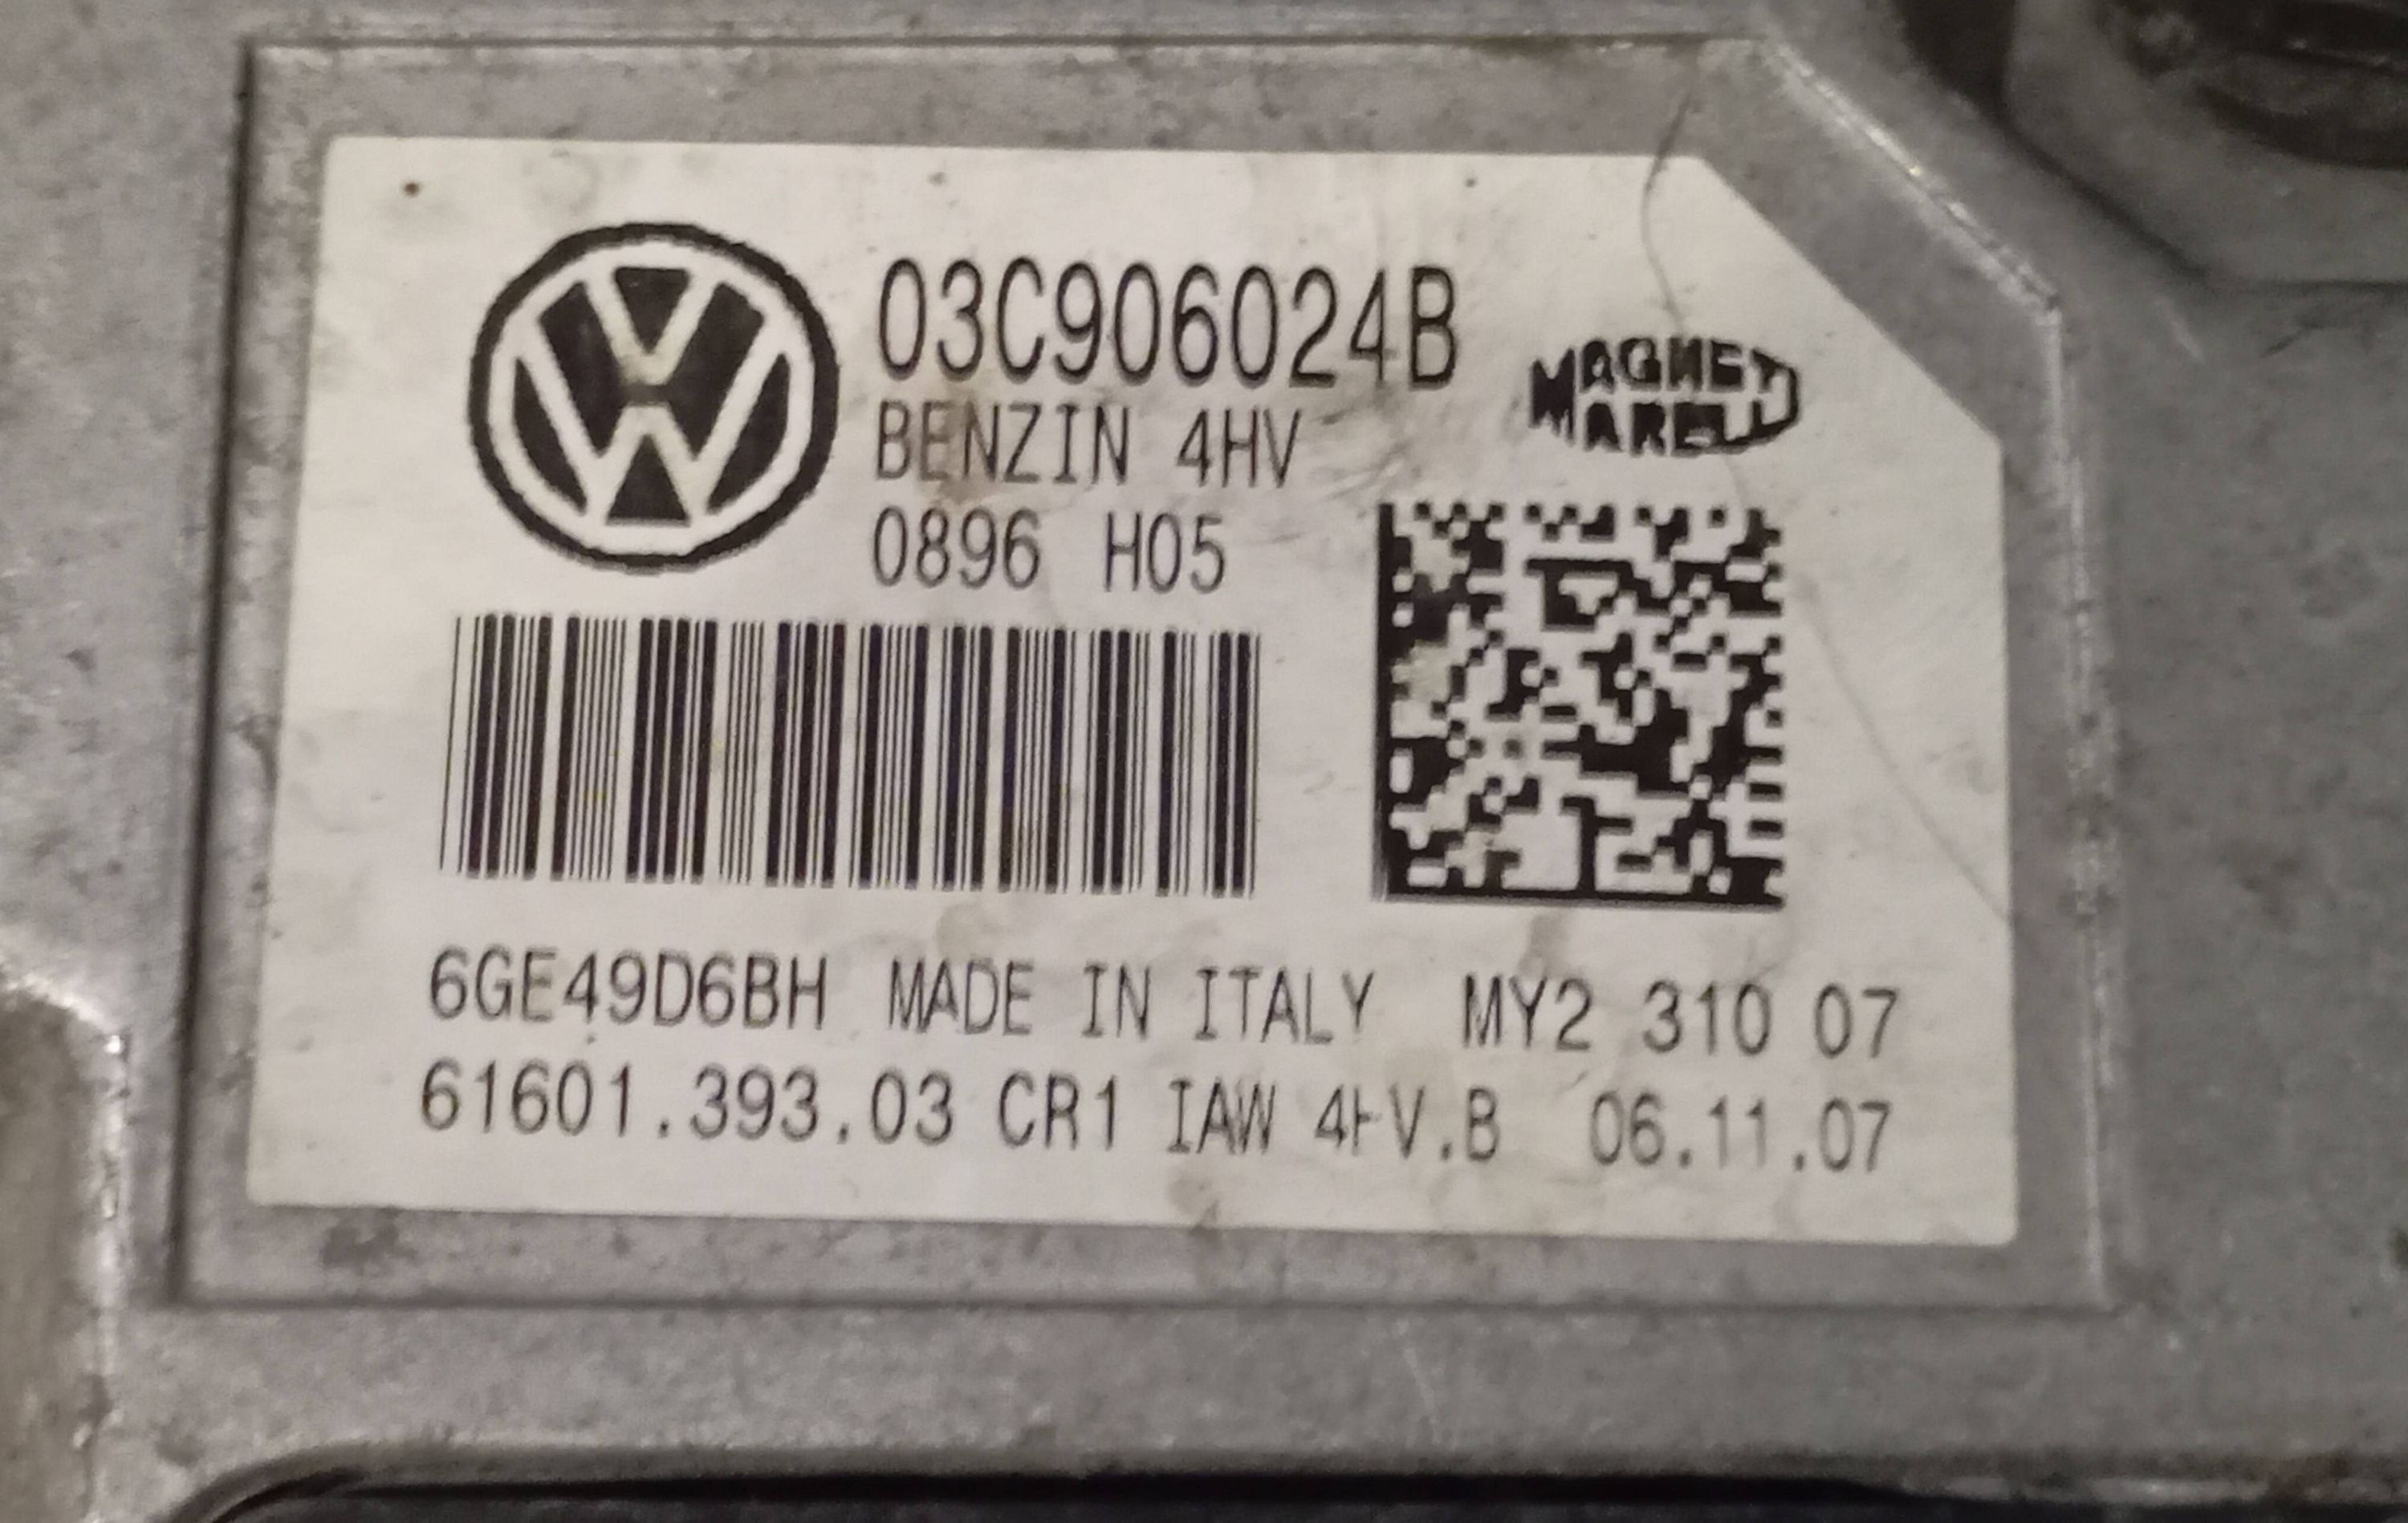 03C906024B
BENZIN 4HV
MAGNETI
MARELLI
0896 H05
6GE49D6BH MADE IN ITALY MY2 310 07
61601.393.03 CR1 IAW 4HV.B 06.11.07